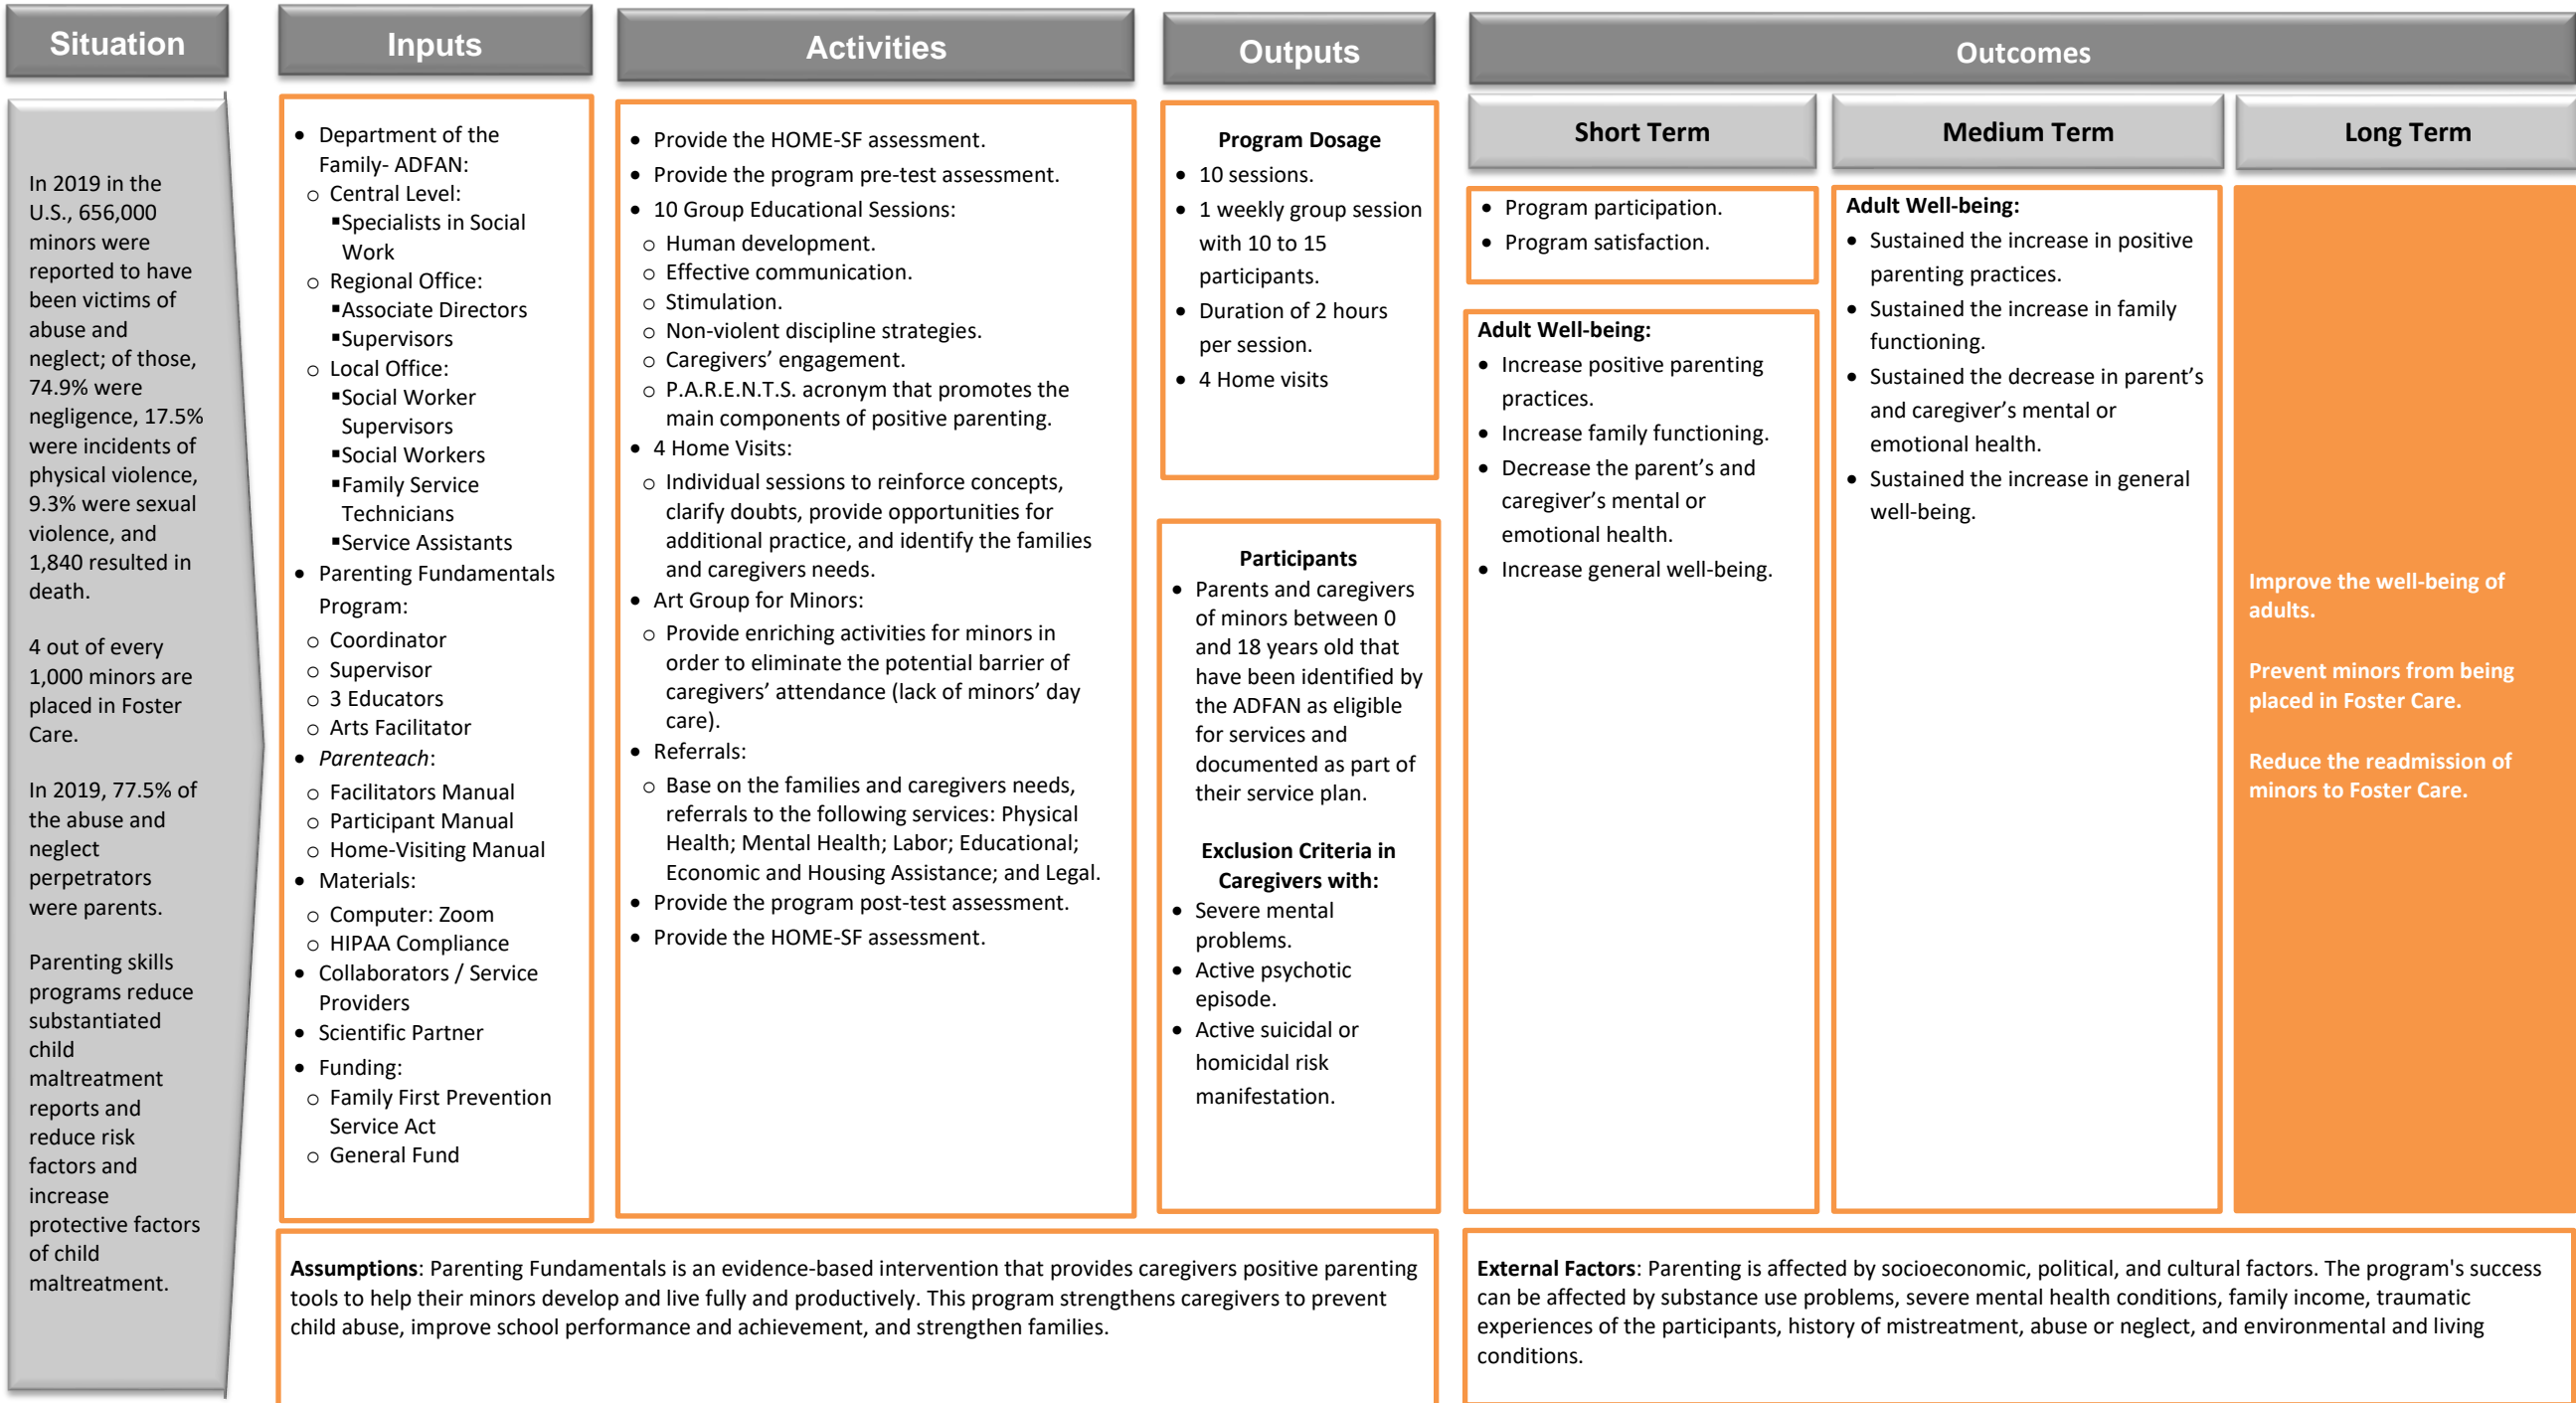 Situation
In 2019 in the
U.S., 656,000
minors were
reported to have
been victims of
abuse and
neglect; of those,
74.9% were
negligence, 17.5%
were incidents of
physical violence,
9.3% were sexual
violence, and
1,840 resulted in
death.
4 out of every
1,000 minors are
placed in Foster
Care.
In 2019, 77.5% of
the abuse and
neglect
perpetrators
were parents.
Parenting skills
programs reduce
substantiated
child
maltreatment
reports and
reduce risk
factors and
increase
protective factors
of child
maltreatment.
Inputs
• Department of the
Family- ADFAN:
o Central Level:
▪Specialists in Social
Work
o Regional Office:
▪Associate Directors
▪Supervisors
o Local Office:
▪Social Worker
Supervisors
▪Social Workers
▪Family Service
Technicians
▪Service Assistants
• Parenting Fundamentals
Program:
o Coordinator
o Supervisor
o 3 Educators
o Arts Facilitator
• Parenteach:
o Facilitators Manual
o Participant Manual
o Home-Visiting Manual
• Materials:
o Computer: Zoom
o HIPAA Compliance
• Collaborators / Service
Providers
• Scientific Partner
• Funding:
o Family First Prevention
Service Act
o General Fund
Activities
• Provide the HOME-SF assessment.
• Provide the program pre-test assessment.
• 10 Group Educational Sessions:
o Human development.
o Effective communication.
o Stimulation.
o Non-violent discipline strategies.
o Caregivers’ engagement.
o P.A.R.E.N.T.S. acronym that promotes the
main components of positive parenting.
• 4 Home Visits:
o Individual sessions to reinforce concepts,
clarify doubts, provide opportunities for
additional practice, and identify the families
and caregivers needs.
• Art Group for Minors:
o Provide enriching activities for minors in
order to eliminate the potential barrier of
caregivers’ attendance (lack of minors’ day
care).
• Referrals:
o Base on the families and caregivers needs,
referrals to the following services: Physical
Health; Mental Health; Labor; Educational;
Economic and Housing Assistance; and Legal.
• Provide the program post-test assessment.
• Provide the HOME-SF assessment.
Outputs
Program Dosage
• 10 sessions.
• 1 weekly group session
with 10 to 15
participants.
• Duration of 2 hours
per session.
• 4 Home visits
Participants
• Parents and caregivers
of minors between 0
and 18 years old that
have been identified by
the ADFAN as eligible
for services and
documented as part of
their service plan.
Exclusion Criteria in
Caregivers with:
• Severe mental
problems.
• Active psychotic
episode.
• Active suicidal or
homicidal risk
manifestation.
Outcomes
Short Term
• Program participation.
• Program satisfaction.
Adult Well-being:
• Increase positive parenting
practices.
• Increase family functioning.
• Decrease the parent’s and
caregiver’s mental or
emotional health.
• Increase general well-being.
Medium Term
Adult Well-being:
• Sustained the increase in positive
parenting practices.
• Sustained the increase in family
functioning.
• Sustained the decrease in parent’s
and caregiver’s mental or
emotional health.
• Sustained the increase in general
well-being.
Long Term
Improve the well-being of
adults.
Prevent minors from being
placed in Foster Care.
Reduce the readmission of
minors to Foster Care.
Assumptions: Parenting Fundamentals is an evidence-based intervention that provides caregivers positive parenting
tools to help their minors develop and live fully and productively. This program strengthens caregivers to prevent
child abuse, improve school performance and achievement, and strengthen families.
External Factors: Parenting is affected by socioeconomic, political, and cultural factors. The program's success
can be affected by substance use problems, severe mental health conditions, family income, traumatic
experiences of the participants, history of mistreatment, abuse or neglect, and environmental and living
conditions.